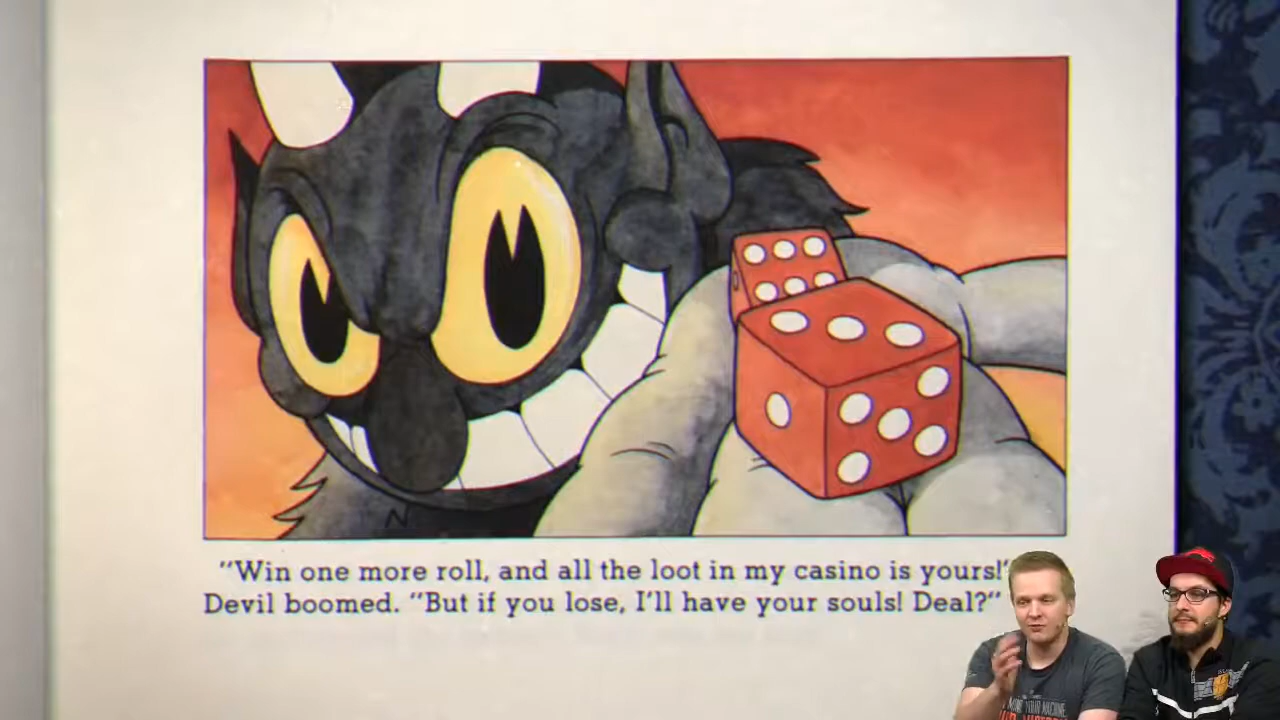 "Win one more roll, and all the loot in my casino is yours!"
Devil boomed. "But if you lose, I'll have your souls! Deal?"